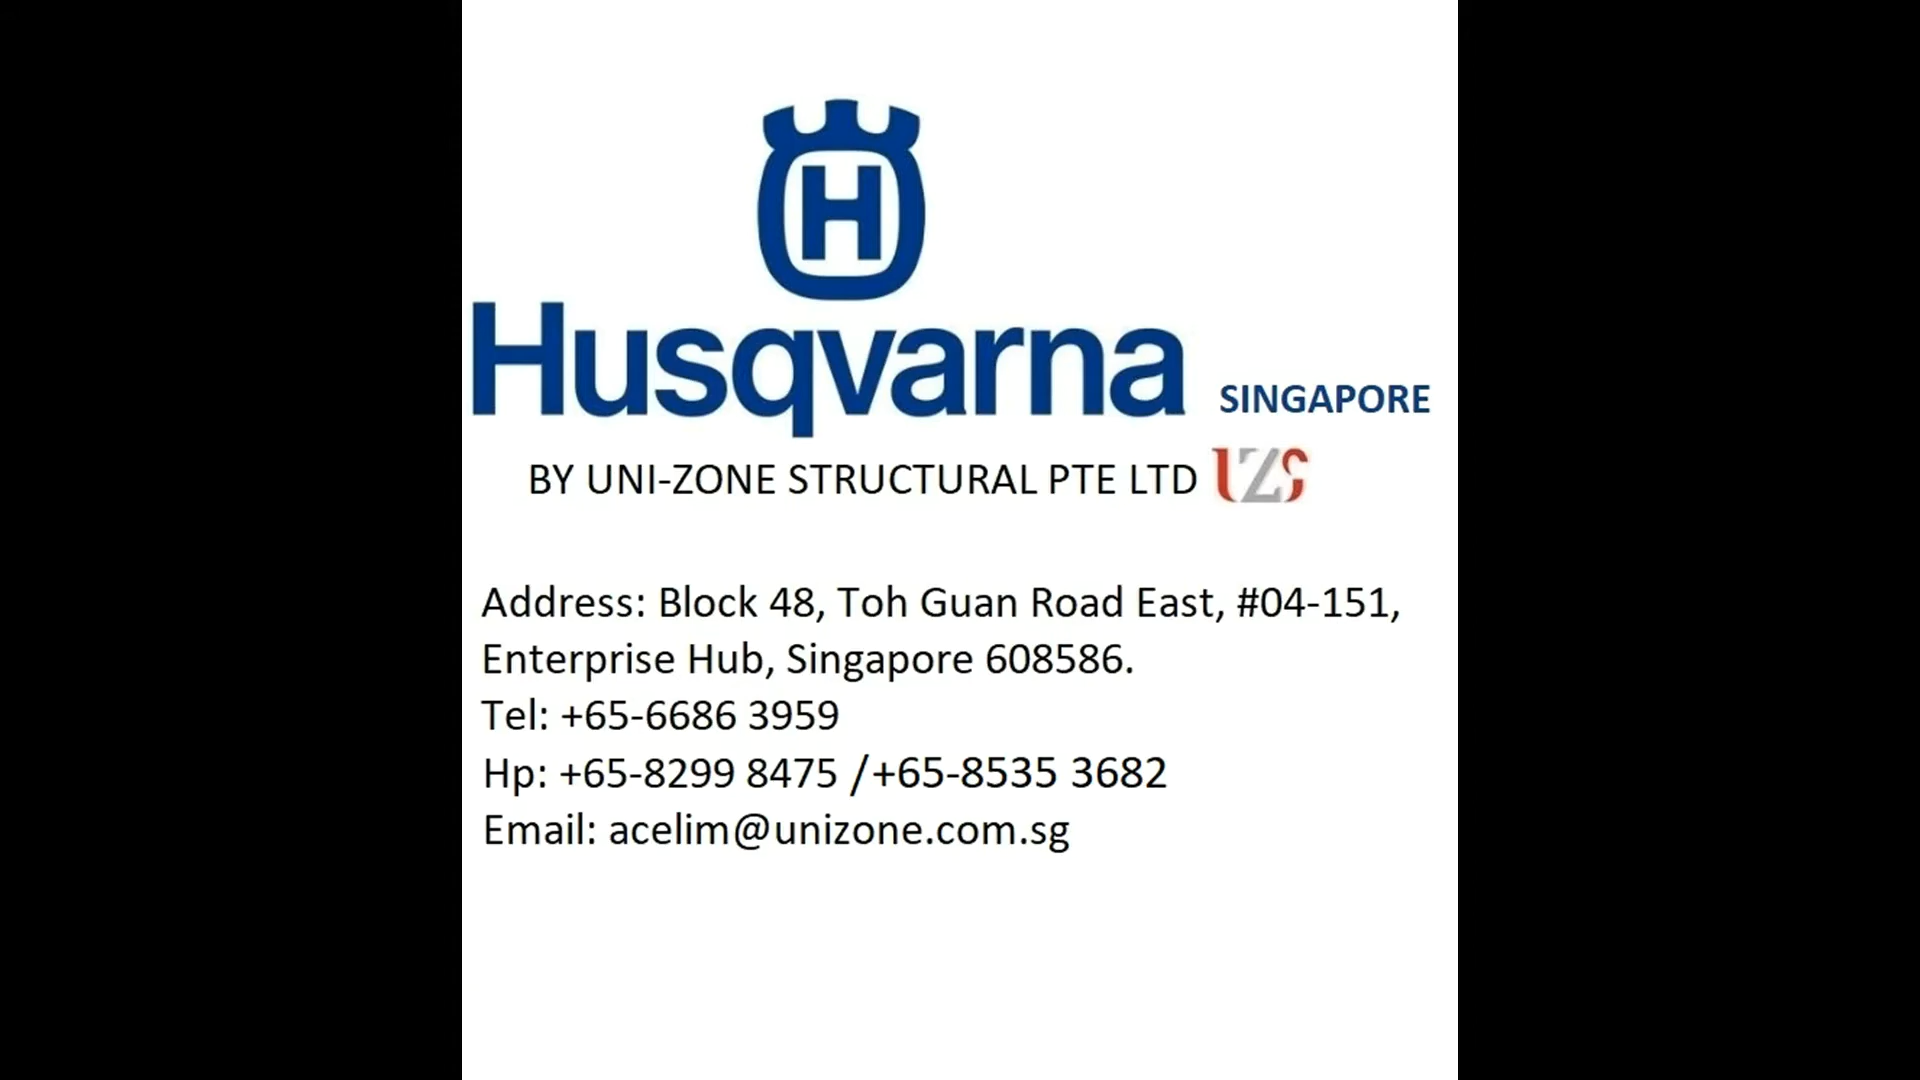 H
Husqvarna SINGAPORE
BY UNI-ZONE STRUCTURAL PTE LTD UZS
Address: Block 48, Toh Guan Road East, #04-151,
Enterprise Hub, Singapore 608586.
Tel: +65-6686 3959
Hp: +65-8299 8475 /+65-8535 3682
Email: acelim@unizone.com.sg